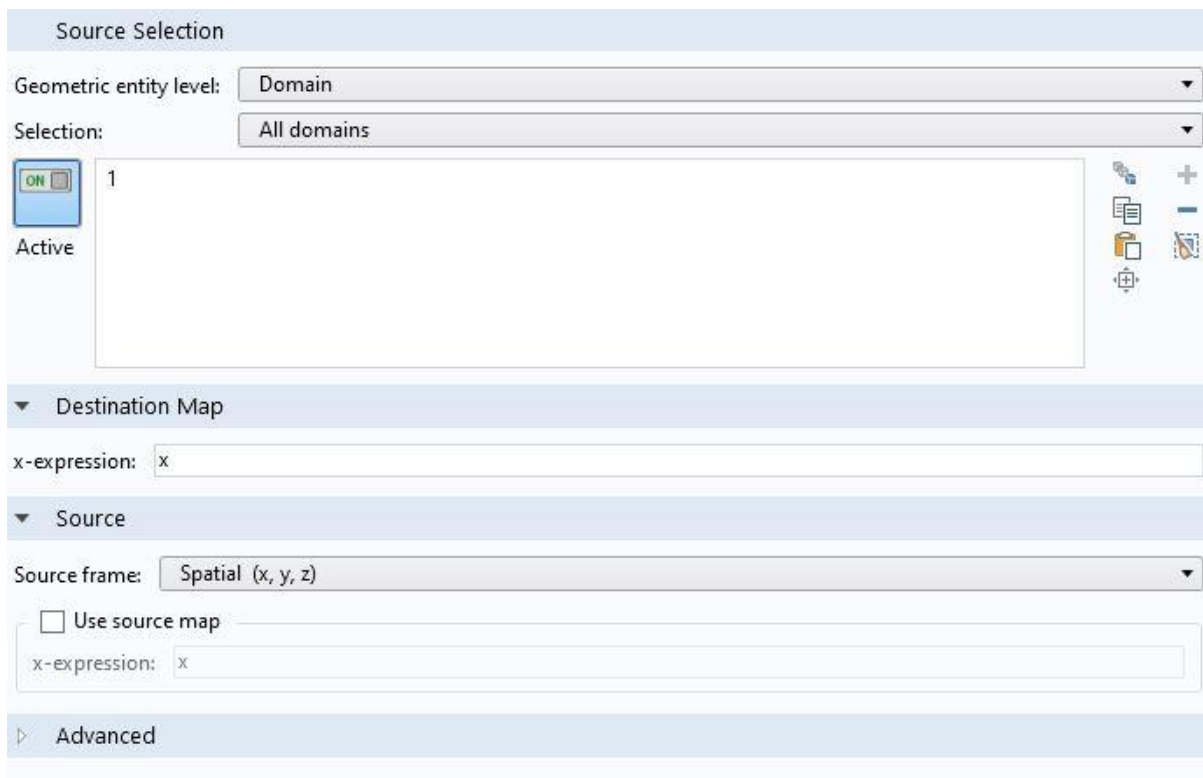 Source Selection
Geometric entity level: Domain
Selection: All domains
ON 1
Active
Destination Map
x-expression: x
Source
Source frame: Spatial (x, y, z)
Use source map
x-expression: x
Advanced